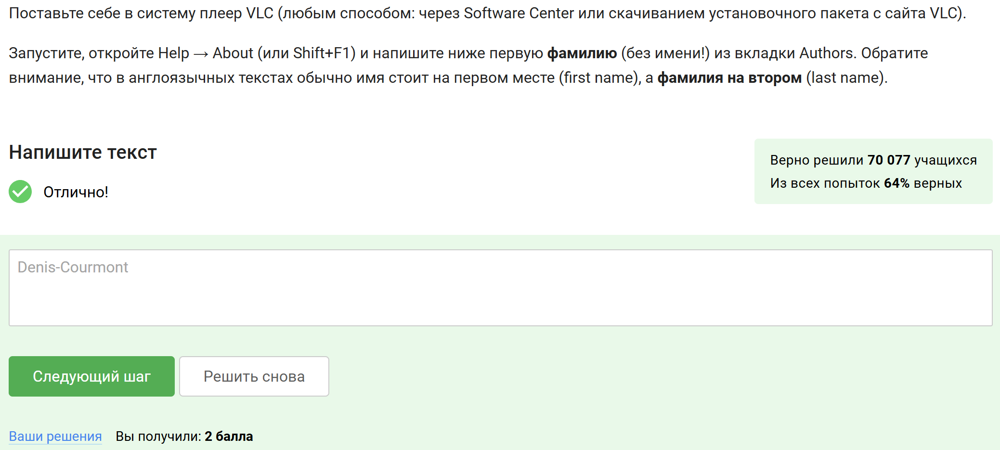 Поставьте себе в систему плеер VLC (любым способом: через Software Center или скачиванием установочного пакета с сайта VLC).
Запустите, откройте Help → About (или Shift+F1) и напишите ниже первую фамилию (без имени!) из вкладки Authors. Обратите
внимание, что в англоязычных текстах обычно имя стоит на первом месте (first name), а фамилия на втором (last name).
Напишите текст
Верно решили 70 077 учащихся
Из всех попыток 64% верных
Отлично!
Denis-Courmont
Следующий шаг
Решить снова
Ваши решения Вы получили: 2 балла